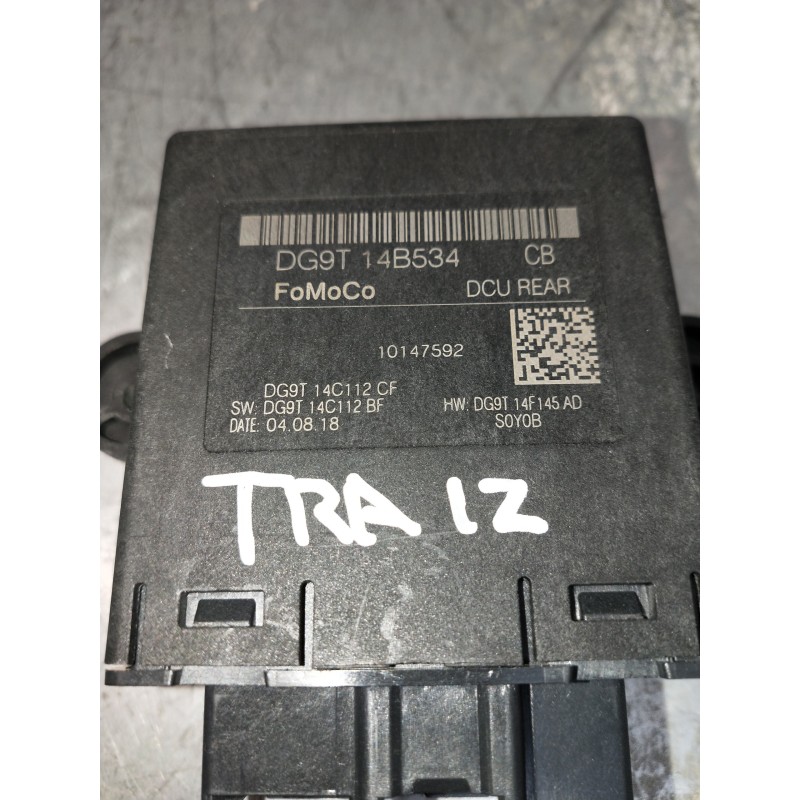 DG9T 14B534 CB
FoMoCo DCU REAR
10147592
DG9T 14C112 CF
SW: DG9T 14C112 BF HW: DG9T 14F145 AD
DATE: 04.08.18 S0Y0B
TRA IZ